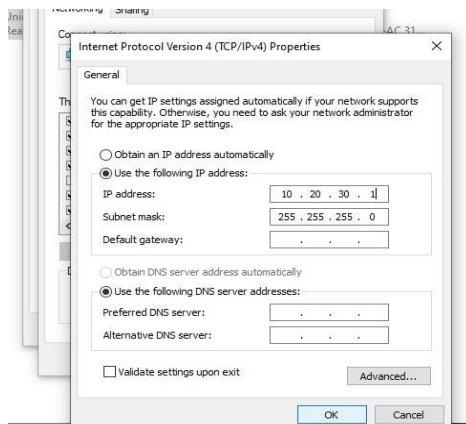 Networking Sharing
Internet Protocol Version 4 (TCP/IPv4) Properties
General
You can get IP settings assigned automatically if your network supports
this capability. Otherwise, you need to ask your network administrator
for the appropriate IP settings.
Obtain an IP address automatically
Use the following IP address:
IP address: 10 . 20 . 30 . 1
Subnet mask: 255 . 255 . 255 . 0
Default gateway: . . .
Obtain DNS server address automatically
Use the following DNS server addresses:
Preferred DNS server: . . .
Alternative DNS server: . . .
Validate settings upon exit
Advanced...
OK Cancel